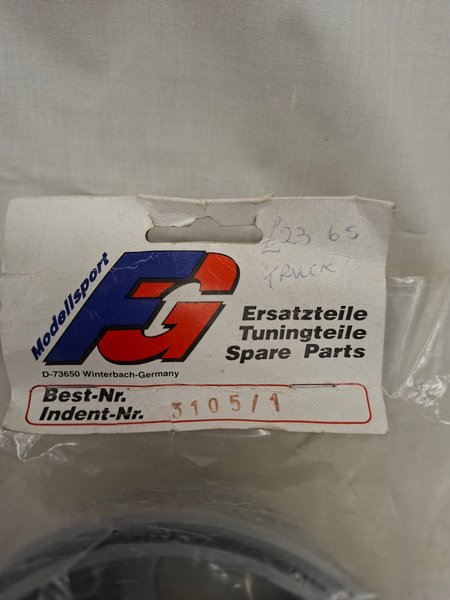 £23 65
TRUCK
Modellsport
FG
Ersatzteile
Tuningteile
Spare Parts
D-73650 Winterbach-Germany
Best-Nr.
Indent-Nr. 3105/1